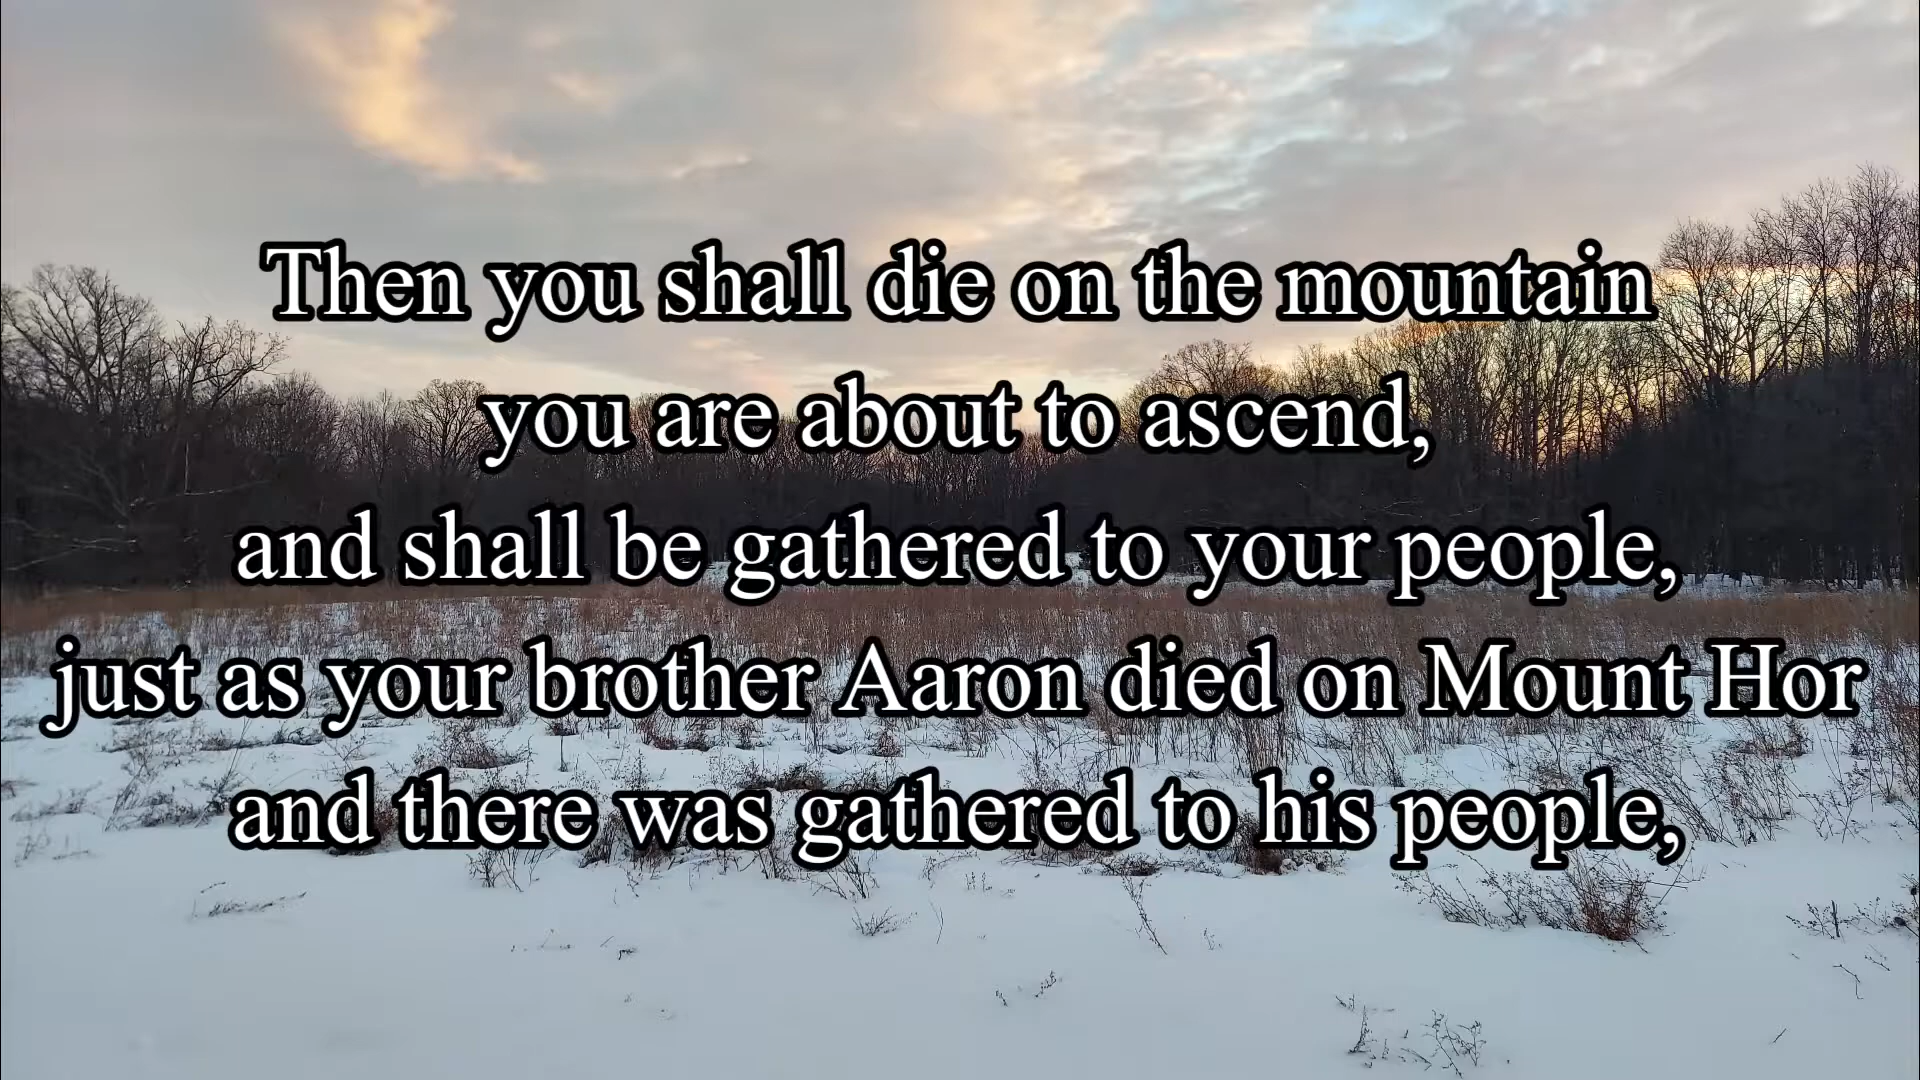 Then you shall die on the mountain
you are about to ascend,
and shall be gathered to your people,
just as your brother Aaron died on Mount Hor
and there was gathered to his people,